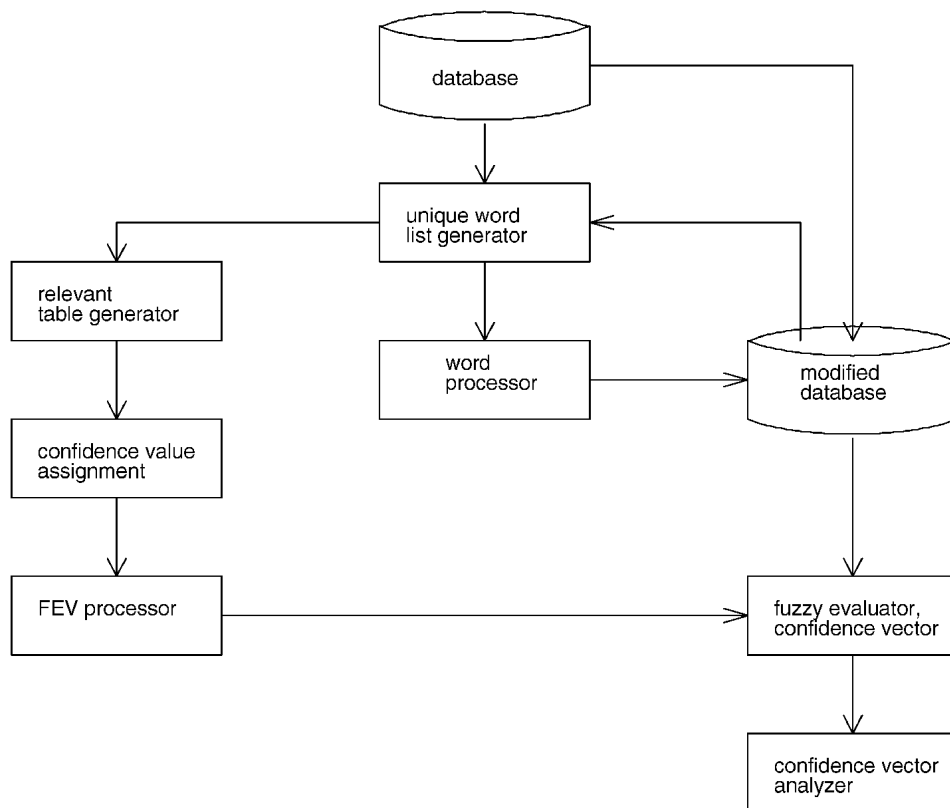 database
unique word
list generator
relevant
table generator
word
processor
modified
database
confidence value
assignment
FEV processor
fuzzy evaluator,
confidence vector
confidence vector
analyzer